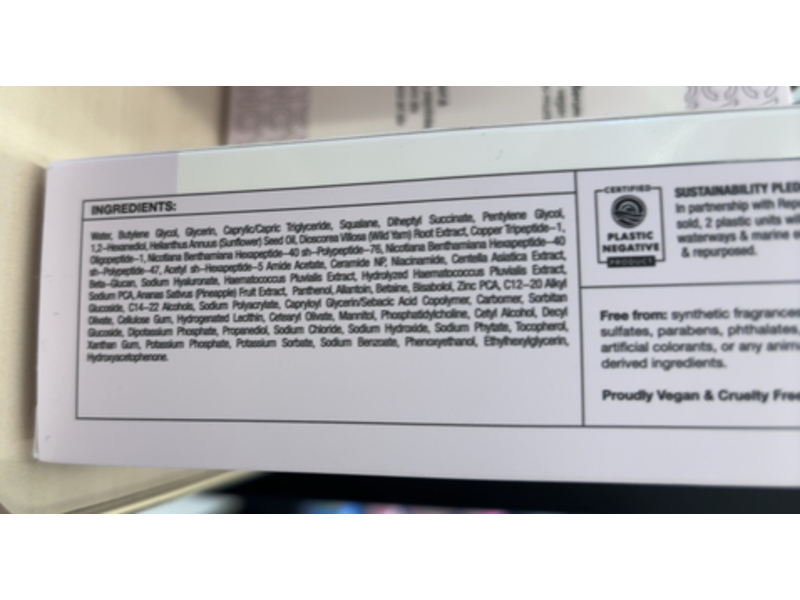 INGREDIENTS:
Water, Butylene Glycol, Glycerin, Caprylic/Capric Triglyceride, Squalane, Diheptyl Succinate, Pentylene Glycol,
1,2-Hexanediol, Helianthus Annuus (Sunflower) Seed Oil, Dioscorea Villosa (Wild Yam) Root Extract, Copper Tripeptide-1,
Oligopeptide-1, Nicotiana Benthamiana Hexapeptide-40 sh-Polypeptide-76, Nicotiana Benthamiana Hexapeptide-40
sh-Polypeptide-47, Acetyl sh-Hexapeptide-5 Amide Acetate, Ceramide NP, Niacinamide, Centella Asiatica Extract,
Beta-Glucan, Sodium Hyaluronate, Haematococcus Pluvialis Extract, Hydrolyzed Haematococcus Pluvialis Extract,
Sodium PCA, Ananas Sativus (Pineapple) Fruit Extract, Panthenol, Allantoin, Betaine, Bisabolol, Zinc PCA, C12-20 Alkyl
Glucoside, C14-22 Alcohols, Sodium Polyacrylate, Capryloyl Glycerin/Sebacic Acid Copolymer, Carbomer, Sorbitan
Olivate, Cellulose Gum, Hydrogenated Lecithin, Cetearyl Olivate, Mannitol, Phosphatidylcholine, Cetyl Alcohol, Decyl
Glucoside, Dipotassium Phosphate, Propanediol, Sodium Chloride, Sodium Hydroxide, Sodium Phytate, Tocopherol,
Xanthan Gum, Potassium Phosphate, Potassium Sorbate, Sodium Benzoate, Phenoxyethanol, Ethylhexylglycerin,
Hydroxyacetophenone.
CERTIFIED
PLASTIC
NEGATIVE
PRODUCT
SUSTAINABILITY PLED
In partnership with Rep
sold, 2 plastic units wi
waterways & marine e
& repurposed.
Free from: synthetic fragrance
sulfates, parabens, phthalates,
artificial colorants, or any anim
derived ingredients.
Proudly Vegan & Cruelty Free